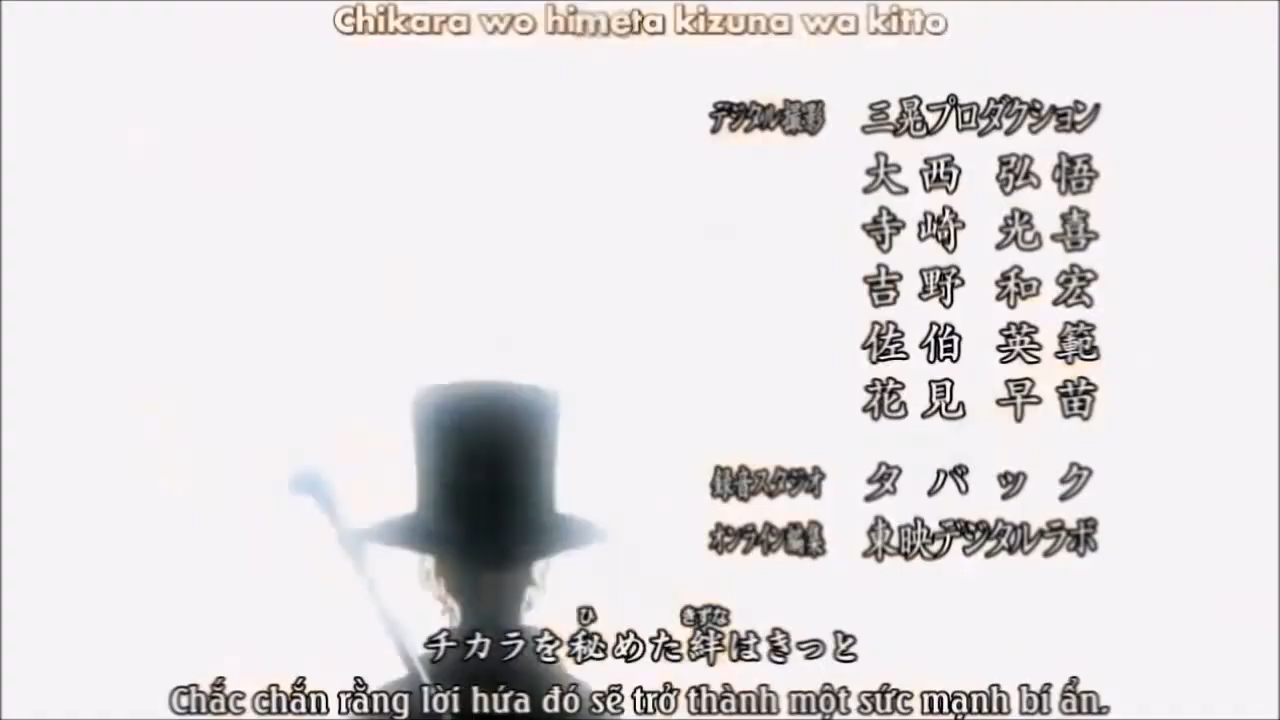 Chikara wo himeta kizuna wa kitto
デジタル撮影 三晃プロダクション
大西 弘悟
寺崎 光喜
吉野 和宏
佐伯 英範
花見 早苗
録音スタジオ タバック
オンライン編集 東映デジタルラボ
ひ きずな
チカラを秘めた絆はきっと
Chắc chắn rằng lời hứa đó sẽ trở thành một sức mạnh bí ẩn.